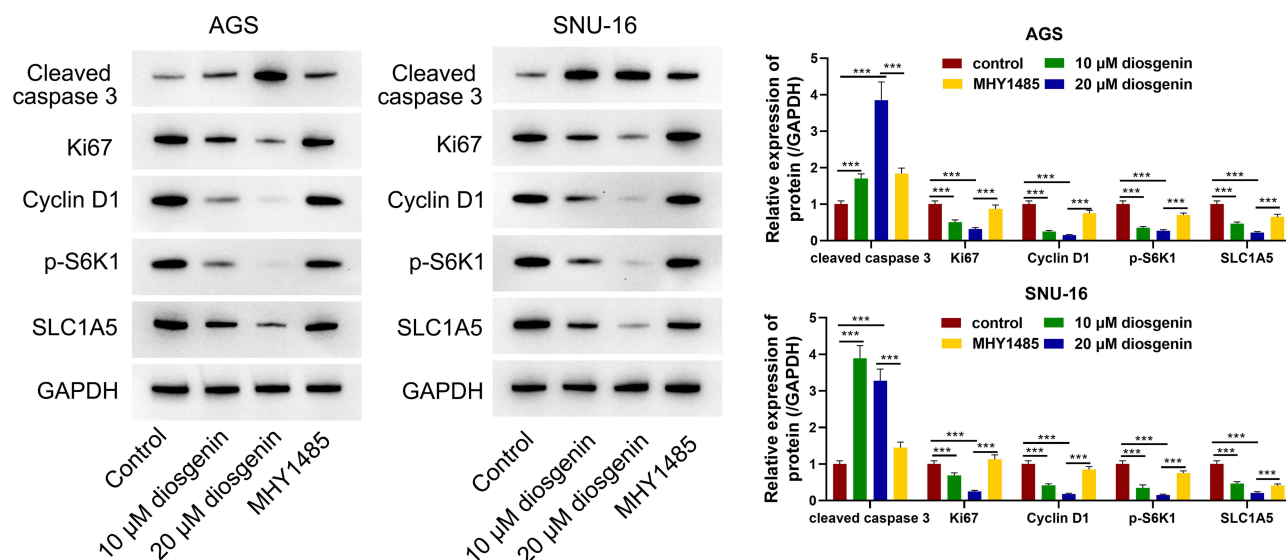 AGS
Cleaved
caspase 3
Ki67
Cyclin D1
p-S6K1
SLC1A5
GAPDH
Control
10 µM diosgenin
20 µM diosgenin
MHY1485
SNU-16
Cleaved
caspase 3
Ki67
Cyclin D1
p-S6K1
SLC1A5
GAPDH
Control
10 µM diosgenin
20 µM diosgenin
MHY1485
AGS
Relative expression of
protein (/GAPDH)
5
4
3
2
1
0
control
10 µM diosgenin
MHY1485
20 µM diosgenin
*** ***
***
*** *** *** ***
*** *** *** *** *** *** *** ***
cleaved caspase 3 Ki67 Cyclin D1 p-S6K1 SLC1A5
SNU-16
Relative expression of
protein (/GAPDH)
5
4
3
2
1
0
control
10 µM diosgenin
MHY1485
20 µM diosgenin
***
***
***
*** *** *** ***
*** *** *** *** *** *** *** ***
cleaved caspase 3 Ki67 Cyclin D1 p-S6K1 SLC1A5